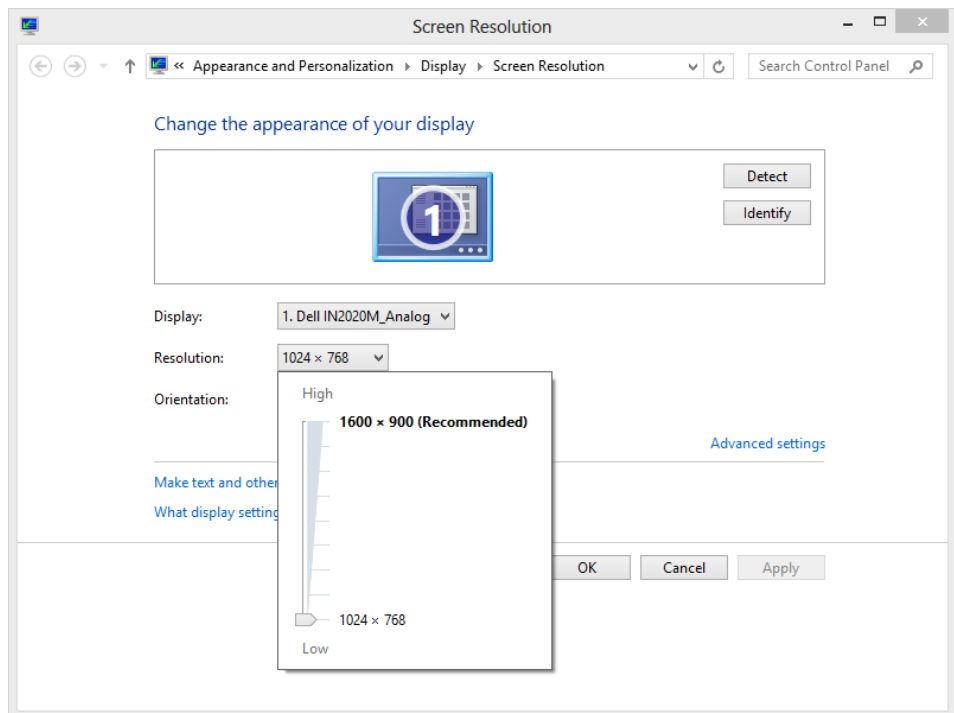 Screen Resolution
« Appearance and Personalization ▸ Display ▸ Screen Resolution
Search Control Panel
Change the appearance of your display
1
Detect
Identify
Display: 1. Dell IN2020M_Analog
Resolution: 1024 × 768
Orientation:
High
1600 × 900 (Recommended)
Advanced settings
Make text and other
What display setting
OK Cancel Apply
1024 × 768
Low